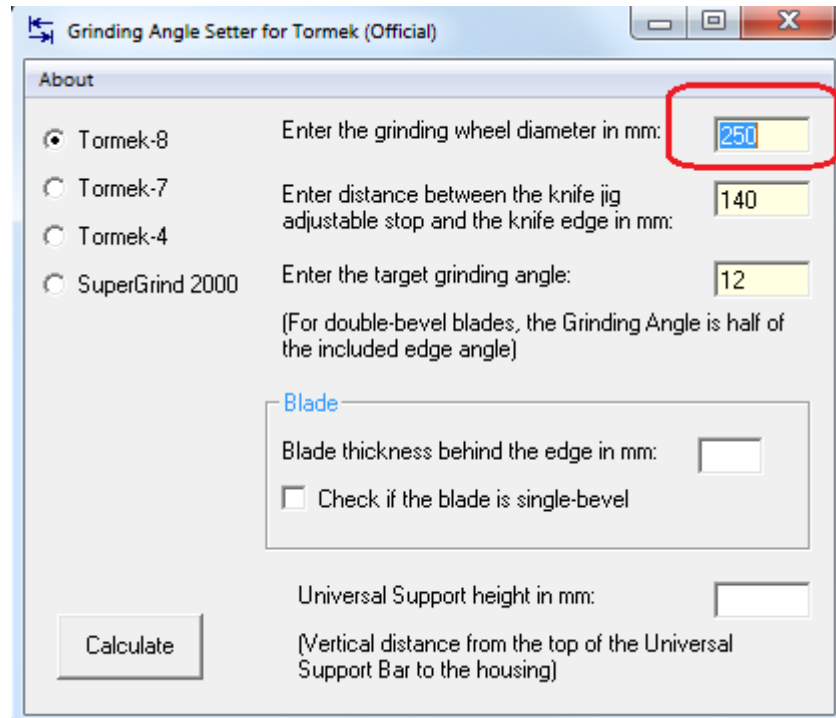 Grinding Angle Setter for Tormek (Official)
About
Tormek-8
Enter the grinding wheel diameter in mm:
250
Tormek-7
Enter distance between the knife jig
adjustable stop and the knife edge in mm:
140
Tormek-4
SuperGrind 2000
Enter the target grinding angle:
12
(For double-bevel blades, the Grinding Angle is half of
the included edge angle)
Blade
Blade thickness behind the edge in mm:
Check if the blade is single-bevel
Universal Support height in mm:
Calculate
(Vertical distance from the top of the Universal
Support Bar to the housing)